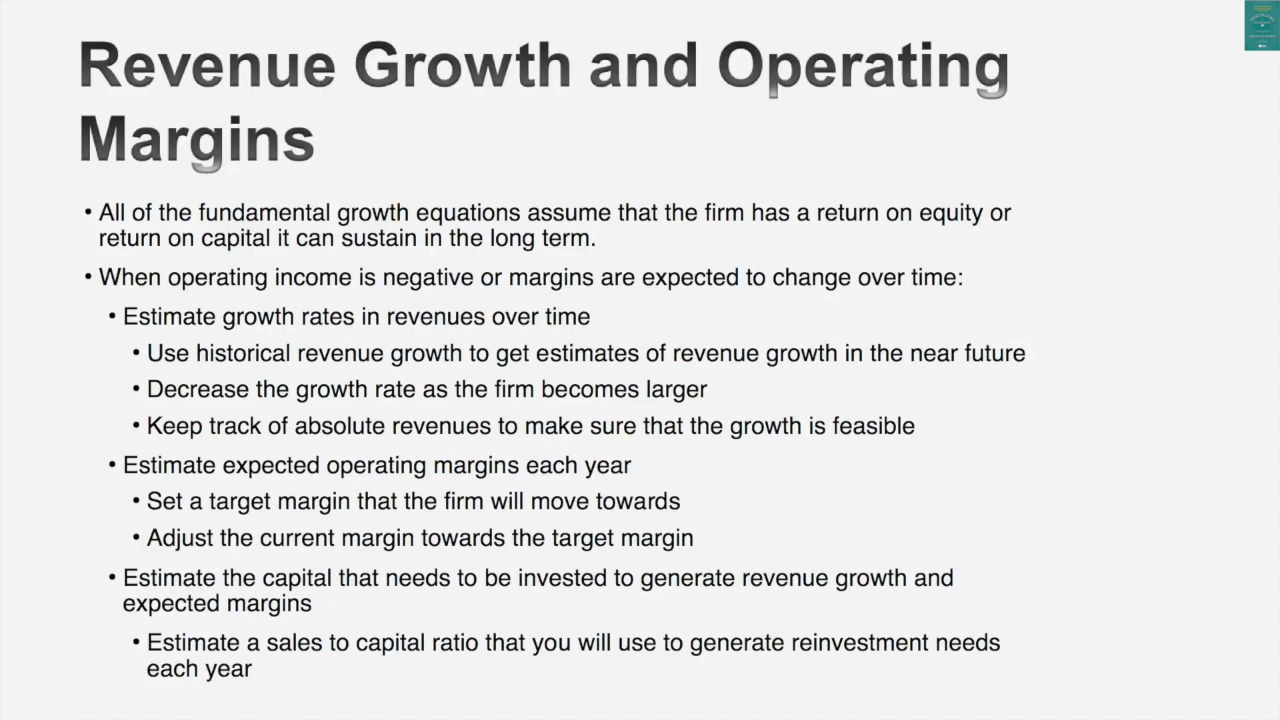 Revenue Growth and Operating
Margins
• All of the fundamental growth equations assume that the firm has a return on equity or
return on capital it can sustain in the long term.
• When operating income is negative or margins are expected to change over time:
• Estimate growth rates in revenues over time
• Use historical revenue growth to get estimates of revenue growth in the near future
• Decrease the growth rate as the firm becomes larger
• Keep track of absolute revenues to make sure that the growth is feasible
• Estimate expected operating margins each year
• Set a target margin that the firm will move towards
• Adjust the current margin towards the target margin
• Estimate the capital that needs to be invested to generate revenue growth and
expected margins
• Estimate a sales to capital ratio that you will use to generate reinvestment needs
each year